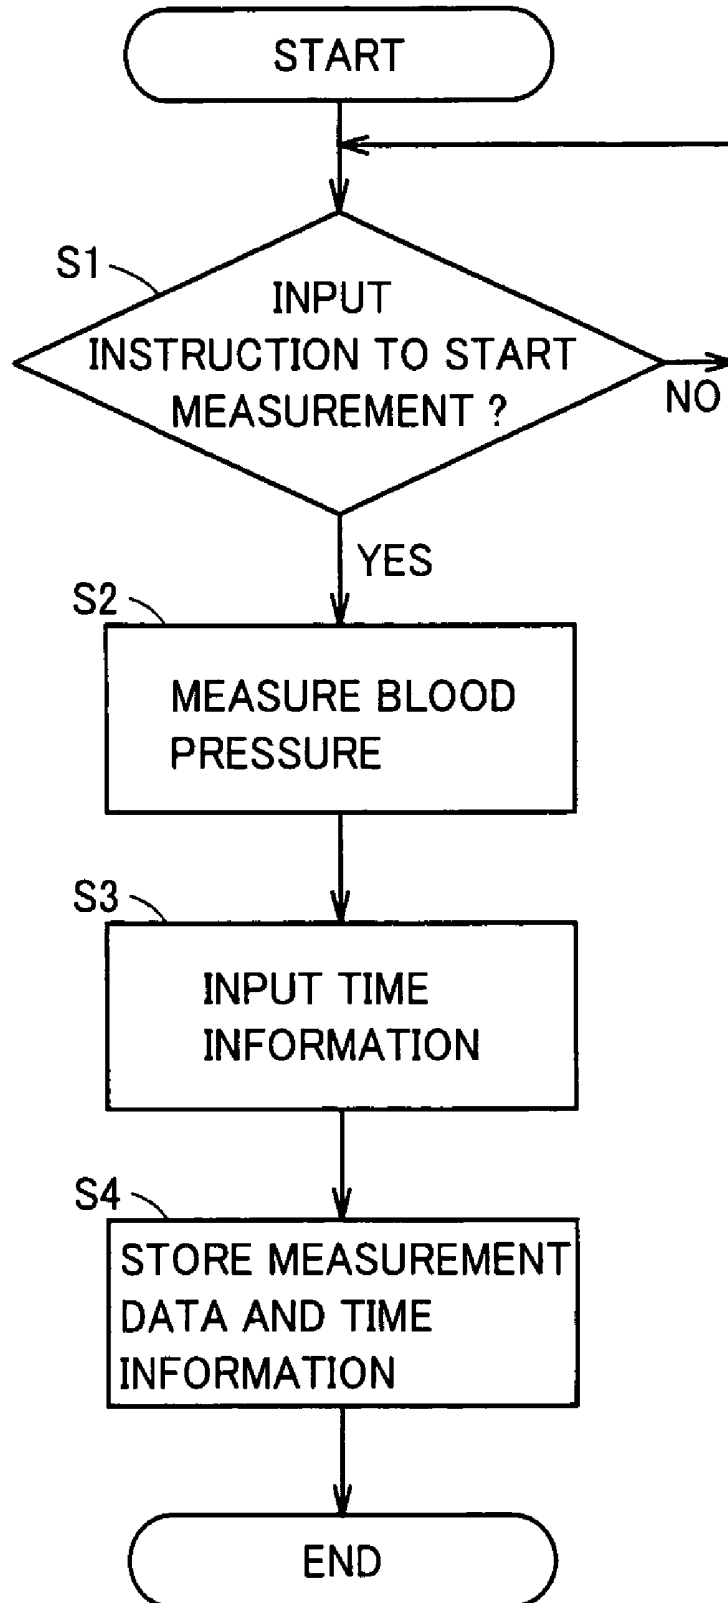 START
S1
INPUT
INSTRUCTION TO START
MEASUREMENT ?
NO
YES
S2
MEASURE BLOOD
PRESSURE
S3
INPUT TIME
INFORMATION
S4
STORE MEASUREMENT
DATA AND TIME
INFORMATION
END